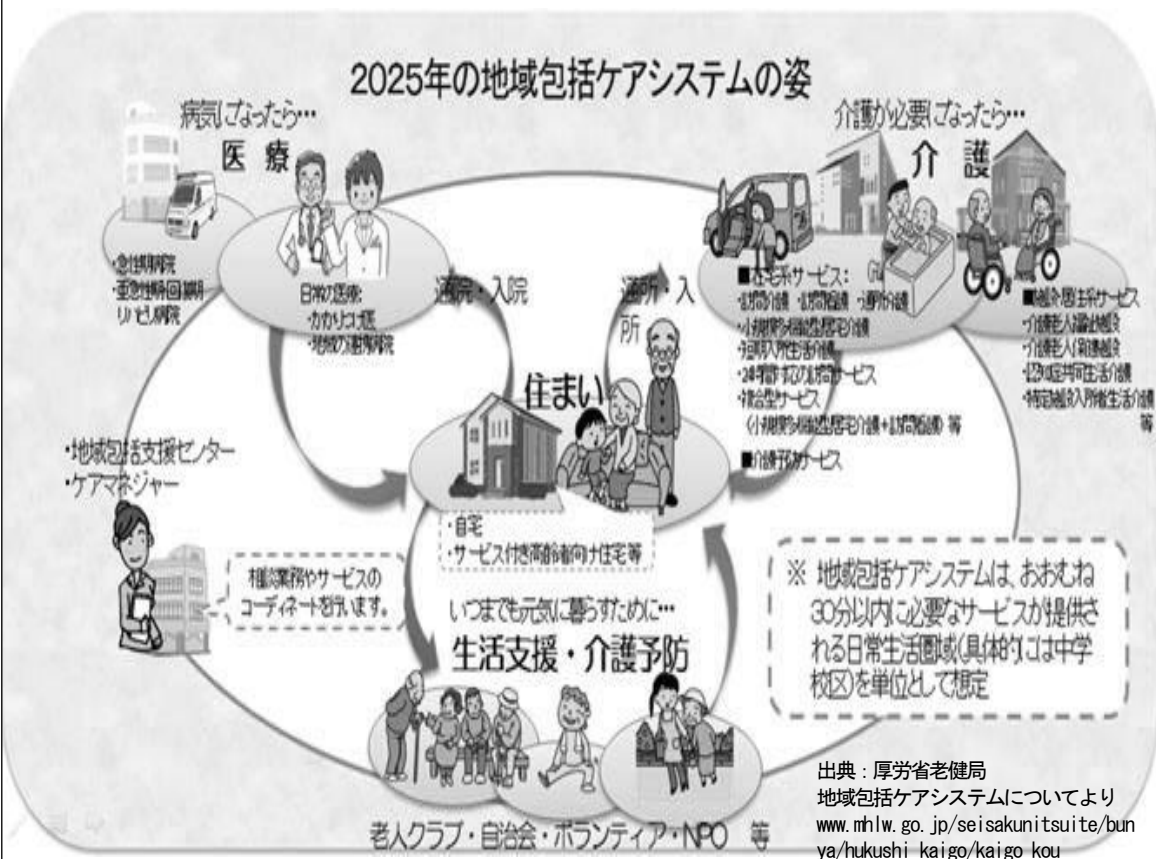 2025年の地域包括ケアシステムの姿
病気になったら…
医 療
・急性期病院
・亜急性期・回復期
リハビリ病院
日常の医療:
・かかりつけ医
・地域の連携病院
通院・入院
通所・入
所
介護が必要になったら…
介 護
■在宅系サービス:
・訪問介護 ・訪問看護 ・通所介護
・小規模多機能型居宅介護
・短期入所生活介護
・24時間対応の訪問サービス
・複合型サービス
(小規模多機能型居宅介護+訪問看護) 等
■介護予防サービス
■施設・居住系サービス
・介護老人福祉施設
・介護老人保健施設
・認知症共同生活介護
・特定施設入所者生活介護
等
住まい
・自宅
・サービス付き高齢者向け住宅等
・地域包括支援センター
・ケアマネジャー
相談業務やサービスの
コーディネートを行います。
いつまでも元気に暮らすために…
生活支援・介護予防
老人クラブ・自治会・ボランティア・NPO 等
※ 地域包括ケアシステムは、おおむね
30分以内に必要なサービスが提供さ
れる日常生活圏域(具体的には中学
校区)を単位として想定
出典：厚労省老健局
地域包括ケアシステムについてより
www.mhlw.go.jp/seisakunitsuite/bun
ya/hukushi_kaigo/kaigo_kou